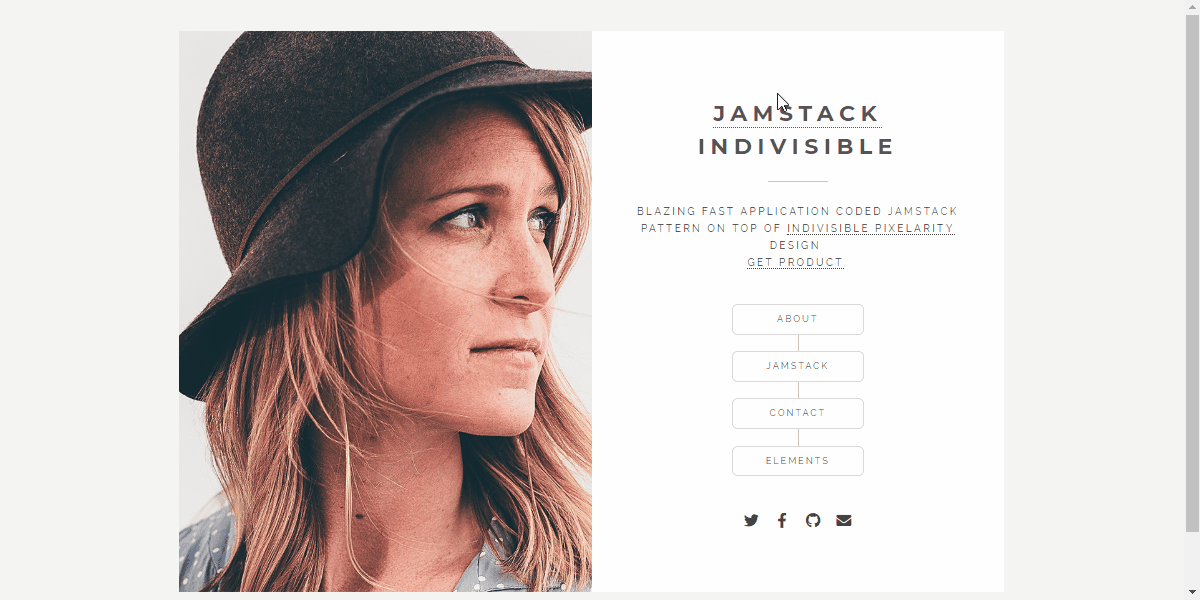 JAMSTACK
INDIVISIBLE
BLAZING FAST APPLICATION CODED JAMSTACK
PATTERN ON TOP OF INDIVISIBLE PIXELARITY
DESIGN
GET PRODUCT
ABOUT
JAMSTACK
CONTACT
ELEMENTS